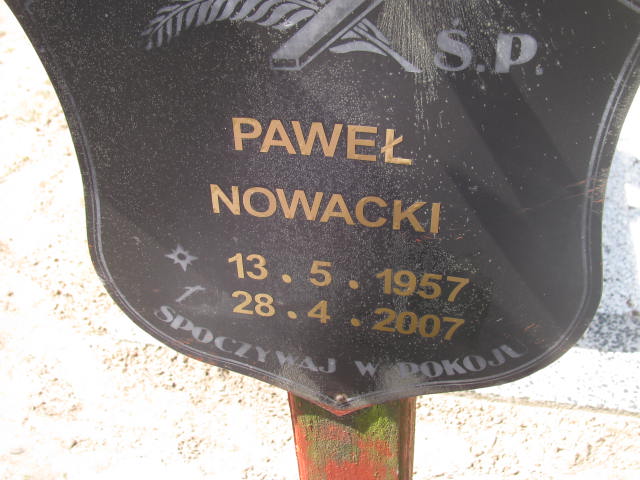 Ś.P.
PAWEŁ
NOWACKI
13.5.1957
28.4.2007
SPOCZYWAJ W POKOJU